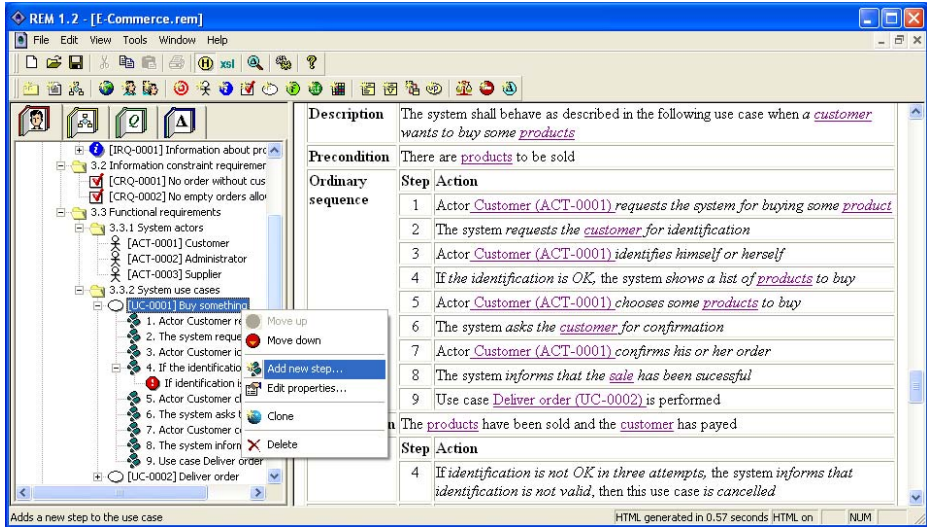 REM 1.2 - [E-Commerce.rem]
File Edit View Tools Window Help
H xsl
Q A
[IRQ-0001] Information about prc
3.2 Information constraint requiremer
[CRQ-0001] No order without cus
[CRQ-0002] No empty orders allo
3.3 Functional requirements
3.3.1 System actors
[ACT-0001] Customer
[ACT-0002] Administrator
[ACT-0003] Supplier
3.3.2 System use cases
[UC-0001] Buy something
1. Actor Customer re
2. The system reque
3. Actor Customer ic
4. If the identificatio
If identification is
5. Actor Customer cl
6. The system asks t
7. Actor Customer co
8. The system inform
9. Use case Deliver order
[UC-0002] Deliver order
Move up
Move down
Add new step...
Edit properties...
Clone
Delete
Description The system shall behave as described in the following use case when a customer
wants to buy some products
Precondition There are products to be sold
Ordinary sequence
Step Action
1 Actor Customer (ACT-0001) requests the system for buying some product
2 The system requests the customer for identification
3 Actor Customer (ACT-0001) identifies himself or herself
4 If the identification is OK, the system shows a list of products to buy
5 Actor Customer (ACT-0001) chooses some products to buy
6 The system asks the customer for confirmation
7 Actor Customer (ACT-0001) confirms his or her order
8 The system informs that the sale has been sucessful
9 Use case Deliver order (UC-0002) is performed
n The products have been sold and the customer has payed
Step Action
4 If identification is not OK in three attempts, the system informs that
identification is not valid, then this use case is cancelled
Adds a new step to the use case
HTML generated in 0.57 seconds HTML on NUM